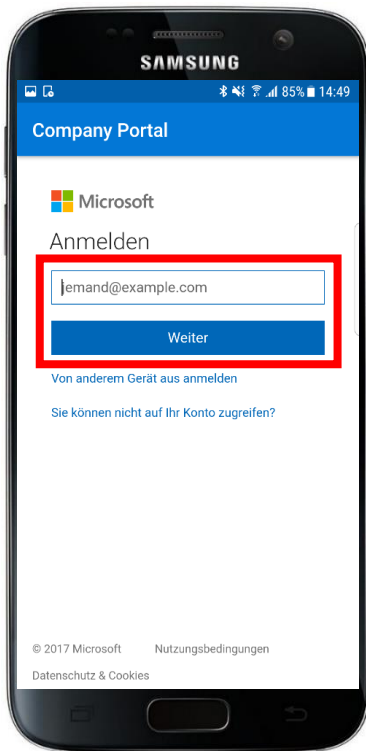 SAMSUNG
85% 14:49
Company Portal
Microsoft
Anmelden
jemand@example.com
Weiter
Von anderem Gerät aus anmelden
Sie können nicht auf Ihr Konto zugreifen?
© 2017 Microsoft Nutzungsbedingungen
Datenschutz & Cookies